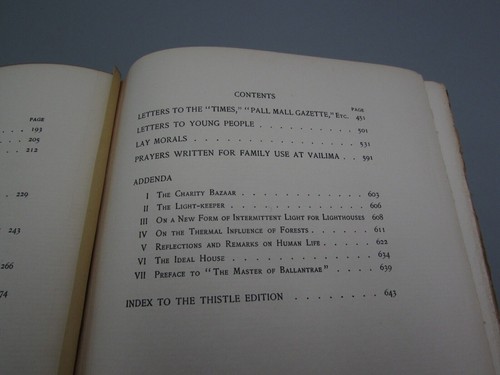 PAGE
. . . 193
. . . 205
. . . 212
. 229
. 243
266
74
CONTENTS
PAGE
LETTERS TO THE "TIMES," "PALL MALL GAZETTE," Etc. 451
LETTERS TO YOUNG PEOPLE . . . . . . . . . . 501
LAY MORALS . . . . . . . . . . . . . . . . 531
PRAYERS WRITTEN FOR FAMILY USE AT VAILIMA . . 591
ADDENDA
I The Charity Bazaar . . . . . . . . . . . . 603
II The Light-keeper . . . . . . . . . . . . 606
III On a New Form of Intermittent Light for Lighthouses 608
IV On the Thermal Influence of Forests . . . . 611
V Reflections and Remarks on Human Life . . . . 622
VI The Ideal House . . . . . . . . . . . . . 634
VII Preface to "The Master of Ballantrae" . . . . 639
INDEX TO THE THISTLE EDITION . . . . . . . . 643